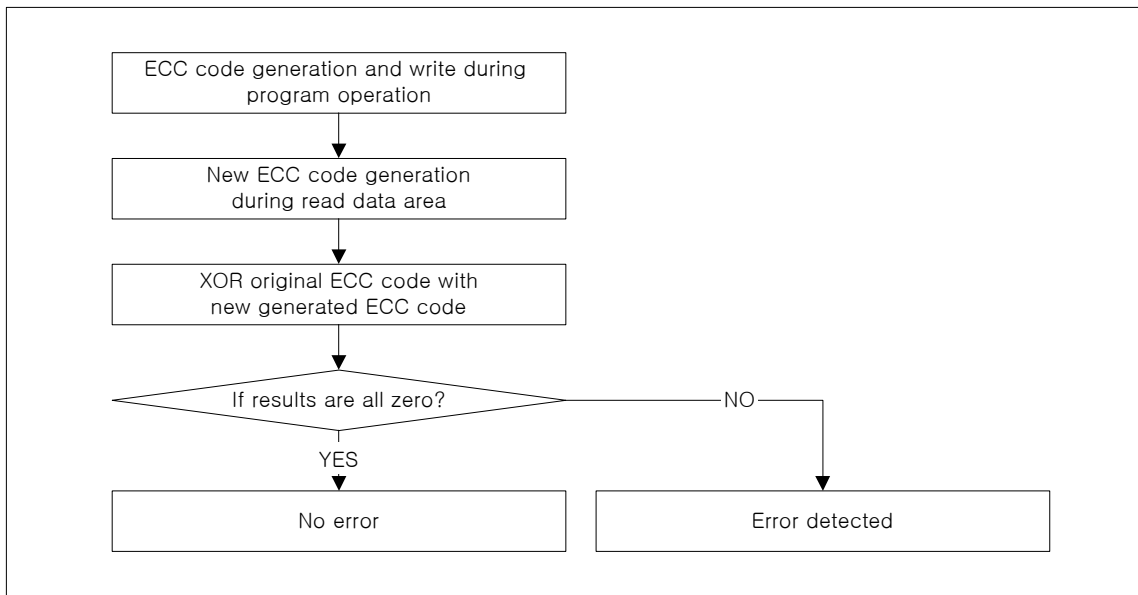 ECC code generation and write during
program operation
New ECC code generation
during read data area
XOR original ECC code with
new generated ECC code
If results are all zero?
NO
YES
No error
Error detected